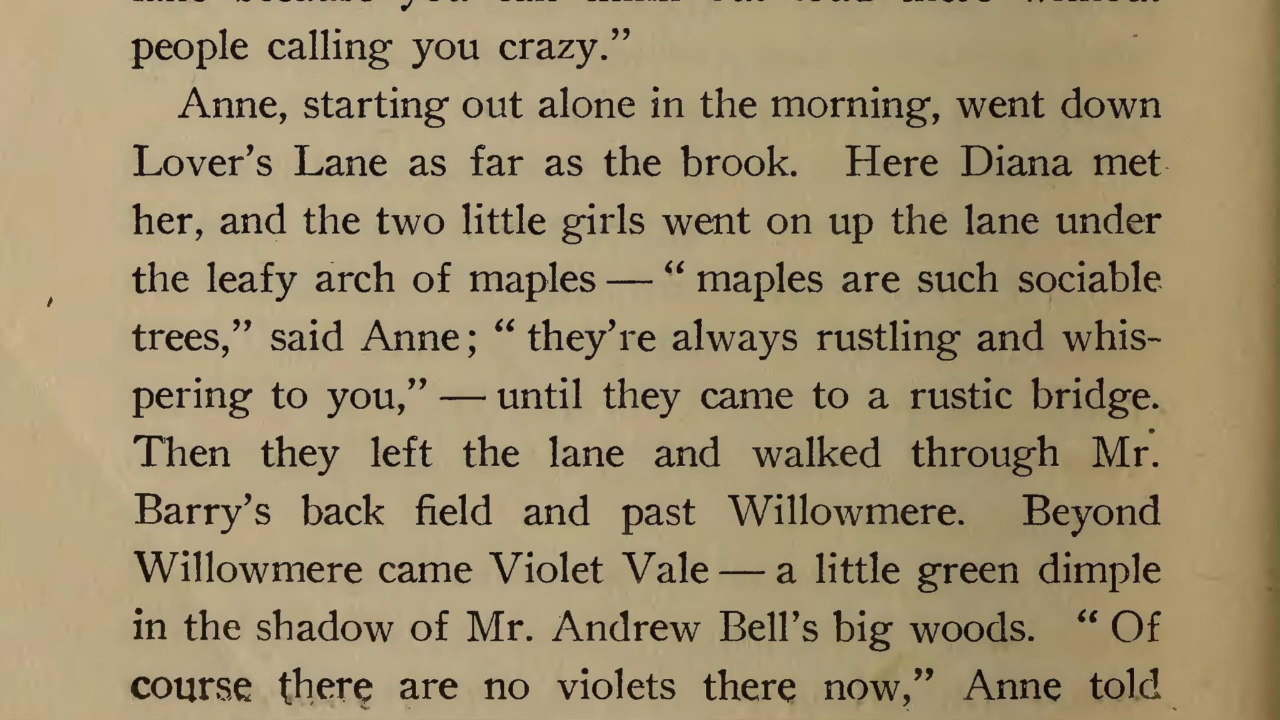 people calling you crazy.”
Anne, starting out alone in the morning, went down
Lover’s Lane as far as the brook. Here Diana met
her, and the two little girls went on up the lane under
the leafy arch of maples — “ maples are such sociable
trees,” said Anne; “ they’re always rustling and whis-
pering to you,” — until they came to a rustic bridge.
Then they left the lane and walked through Mr.
Barry’s back field and past Willowmere. Beyond
Willowmere came Violet Vale — a little green dimple
in the shadow of Mr. Andrew Bell’s big woods. “ Of
course there are no violets there now,” Anne told